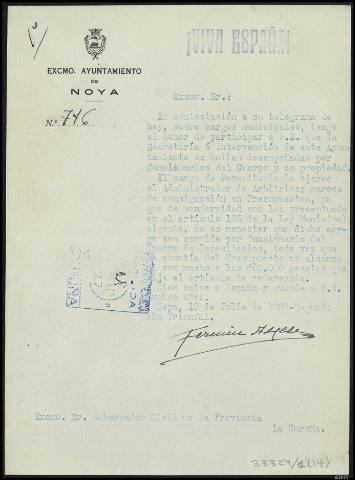 ¡VIVA ESPAÑA!
EXCMO. AYUNTAMIENTO
DE
NOYA
N.º 746
Excmo. Sr.:
En contestación a su telegrama de
hoy, sobre cargos municipales, tengo
el honor de participar a V.E. que la
Secretaría é Intervención de este Ayun-
tamiento se hallan desempeñadas por
funcionarios del Cuerpo y en propiedad.
El cargo de Depositario lo ejerce
el Administrador de Arbitrios; carece
de consignación en Presupuestos, ya
que de conformidad con los preceptuado
en el artículo 195 de la Ley Municipal
vigente, no es menester que dicho car-
go sea servido por funcionario del
Cuerpo de Depositarios, toda vez que
cuantía del Presupuesto no alcanza
con mucho a las 400.000 pesetas que
el artículo de referencia.
Dios salve a España y guarde a V.E.
muchos años.
Noya, 19 de Julio de 1937-Segundo
Año Triunfal.
Fermín
Excmo. Sr. Gobernador Civil de la Provincia
La Coruña.
33324/1 (14)